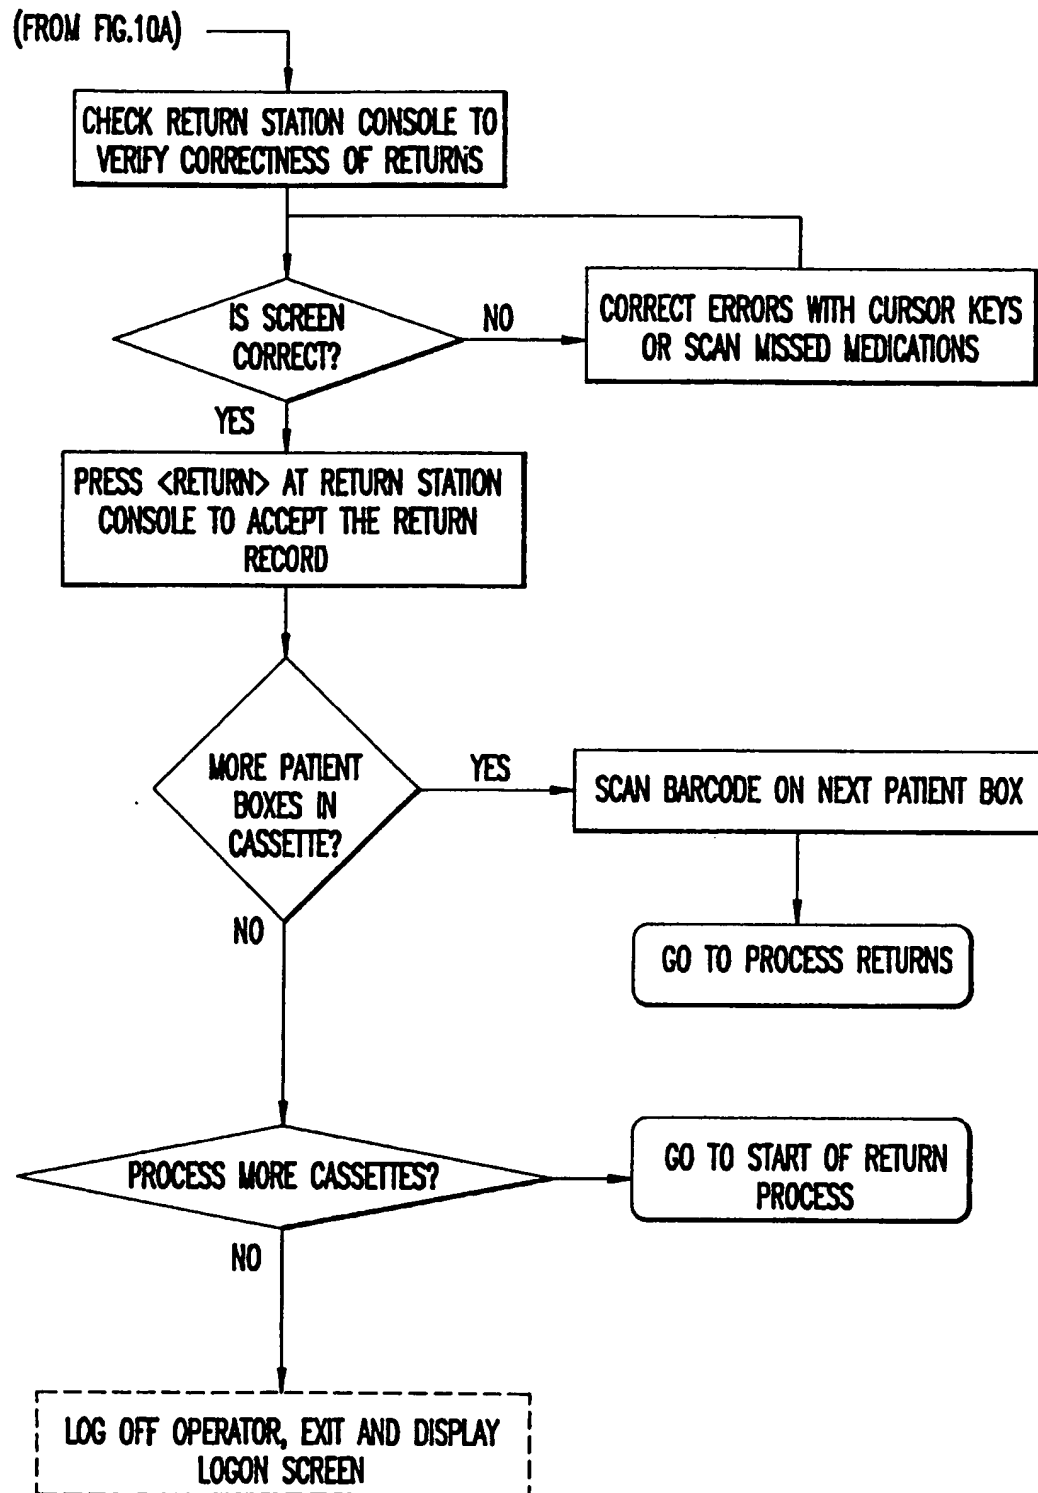 (FROM FIG.10A)
CHECK RETURN STATION CONSOLE TO
VERIFY CORRECTNESS OF RETURNS
IS SCREEN
CORRECT?
NO
CORRECT ERRORS WITH CURSOR KEYS
OR SCAN MISSED MEDICATIONS
YES
PRESS <RETURN> AT RETURN STATION
CONSOLE TO ACCEPT THE RETURN
RECORD
MORE PATIENT
BOXES IN
CASSETTE?
YES
SCAN BARCODE ON NEXT PATIENT BOX
NO
GO TO PROCESS RETURNS
PROCESS MORE CASSETTES?
GO TO START OF RETURN
PROCESS
NO
LOG OFF OPERATOR, EXIT AND DISPLAY
LOGON SCREEN